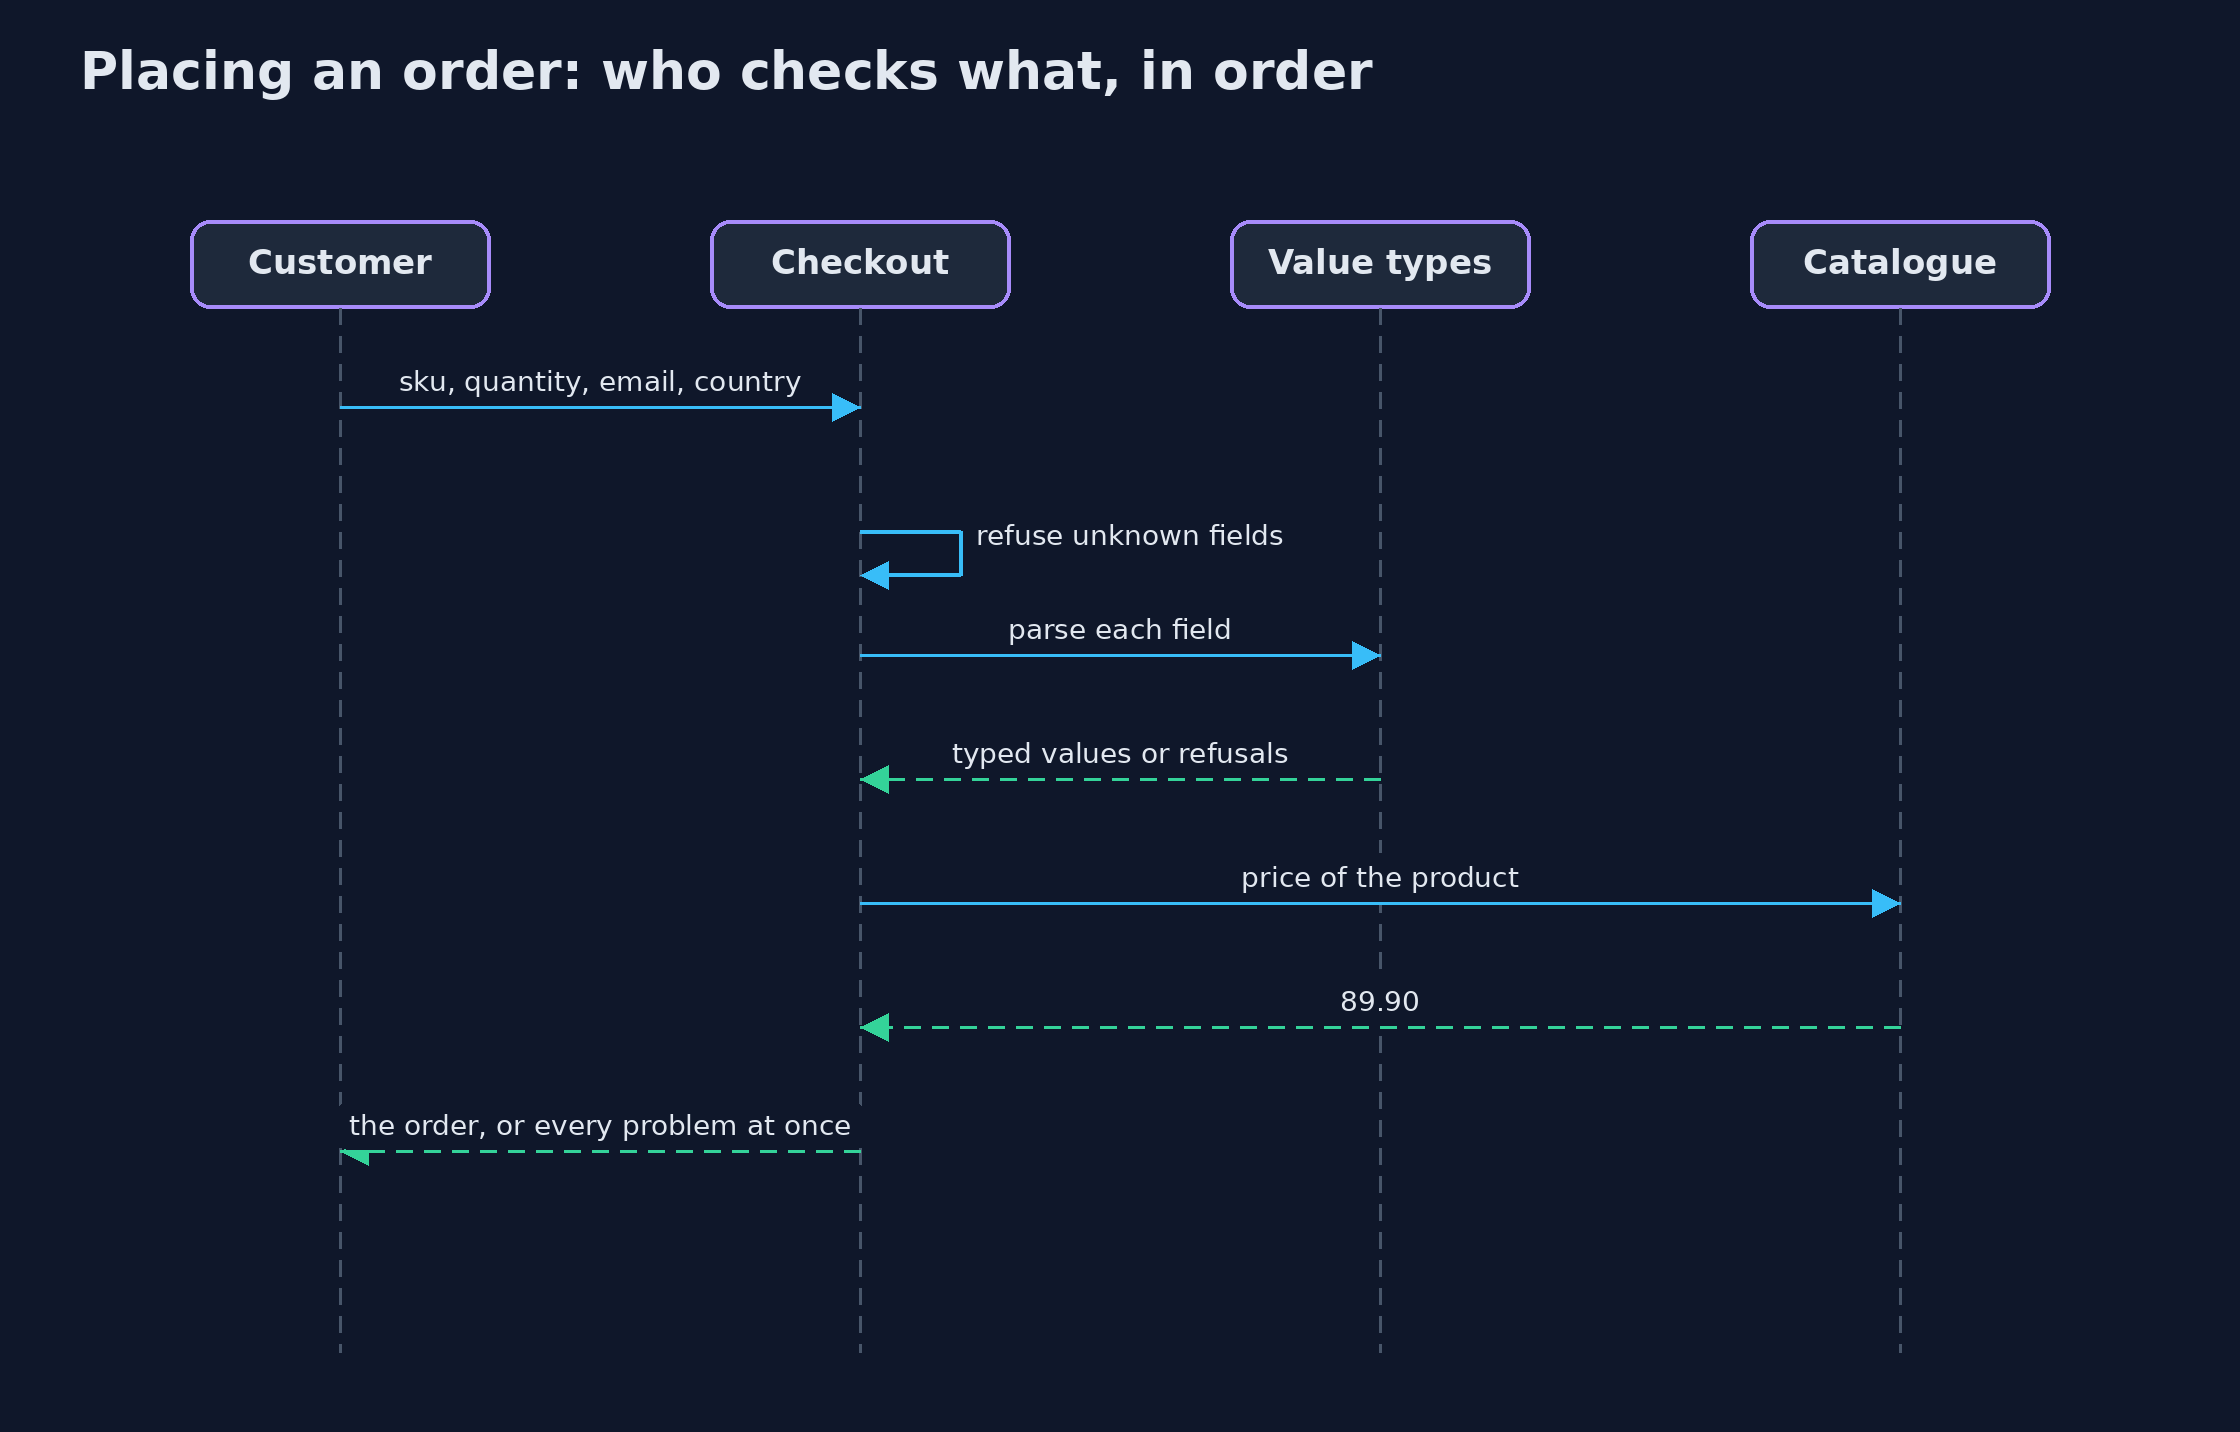 Placing an order: who checks what, in order
Customer
Checkout
Value types
Catalogue
sku, quantity, email, country
refuse unknown fields
parse each field
typed values or refusals
price of the product
89.90
the order, or every problem at once